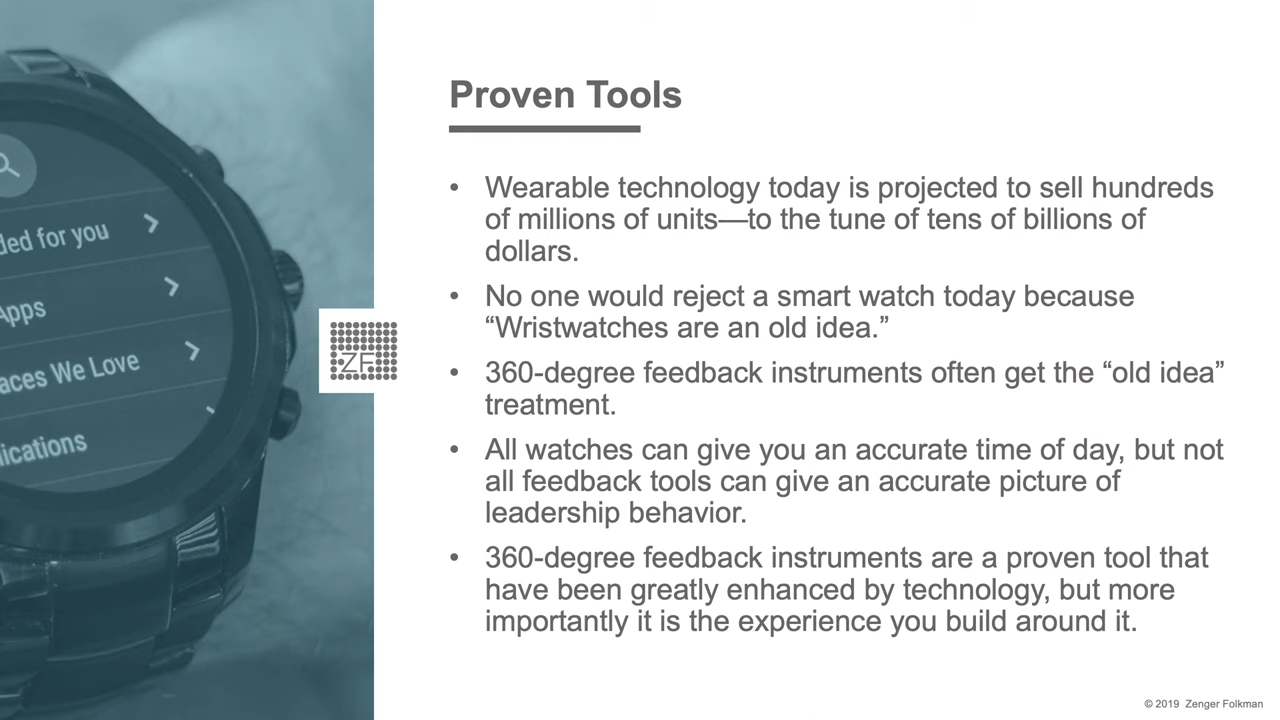 Proven Tools
• Wearable technology today is projected to sell hundreds
of millions of units—to the tune of tens of billions of
dollars.
• No one would reject a smart watch today because
“Wristwatches are an old idea.”
• 360-degree feedback instruments often get the “old idea”
treatment.
• All watches can give you an accurate time of day, but not
all feedback tools can give an accurate picture of
leadership behavior.
• 360-degree feedback instruments are a proven tool that
have been greatly enhanced by technology, but more
importantly it is the experience you build around it.
ded for you
Apps
aces We Love
lications
ZF
© 2019 Zenger Folkman